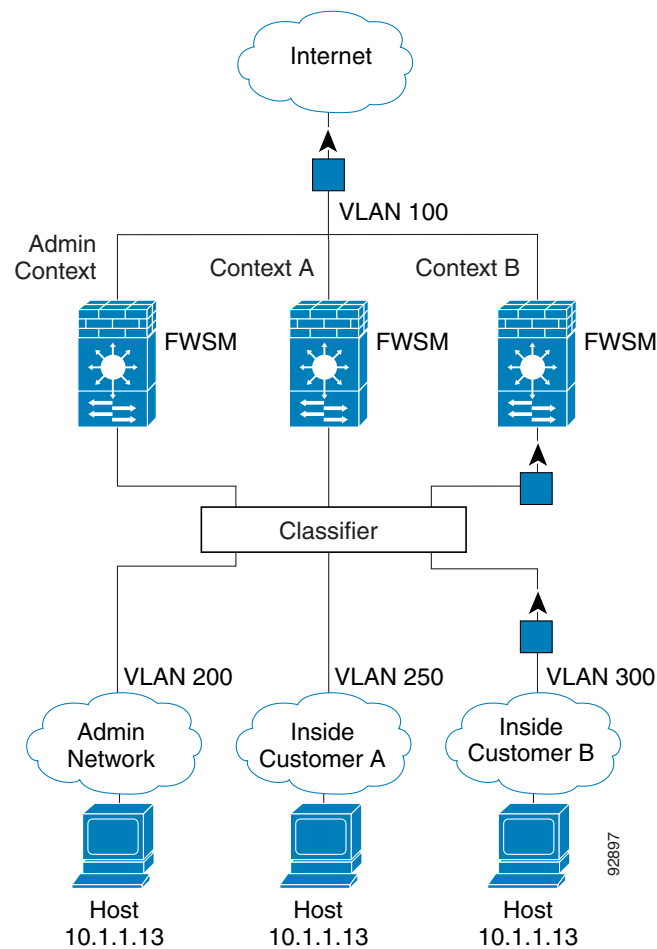 Internet
VLAN 100
Admin
Context
Context A
Context B
FWSM
FWSM
FWSM
Classifier
VLAN 200
VLAN 250
VLAN 300
Admin
Network
Inside
Customer A
Inside
Customer B
92897
Host
10.1.1.13
Host
10.1.1.13
Host
10.1.1.13